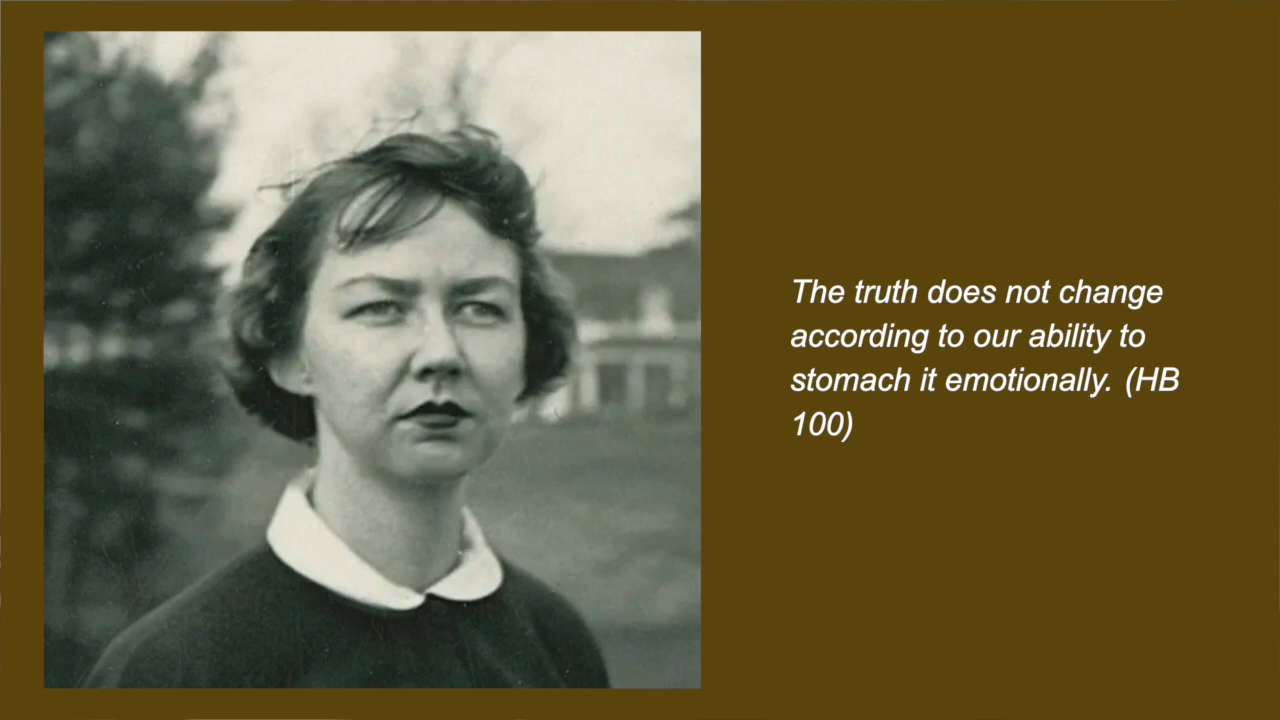 The truth does not change
according to our ability to
stomach it emotionally. (HB
100)